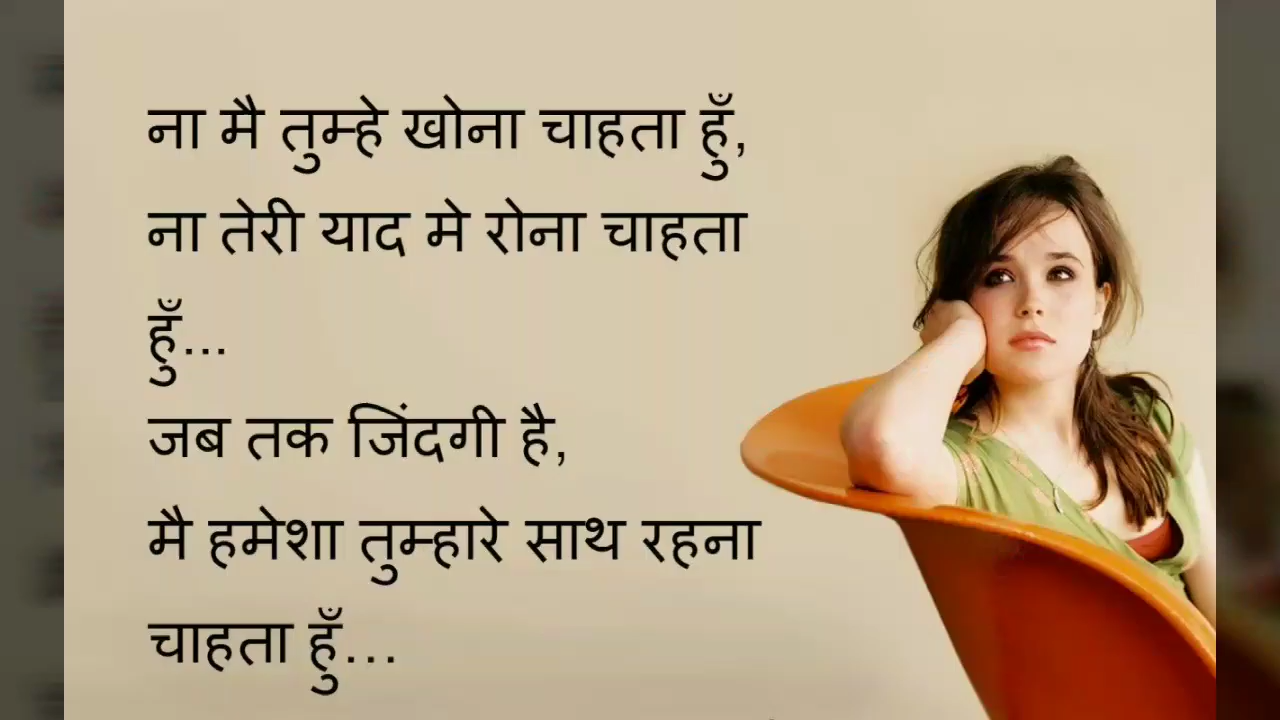 ना मै तुम्हे खोना चाहता हुँ,
ना तेरी याद मे रोना चाहता
हुँ...
जब तक जिंदगी है,
मै हमेशा तुम्हारे साथ रहना
चाहता हुँ...